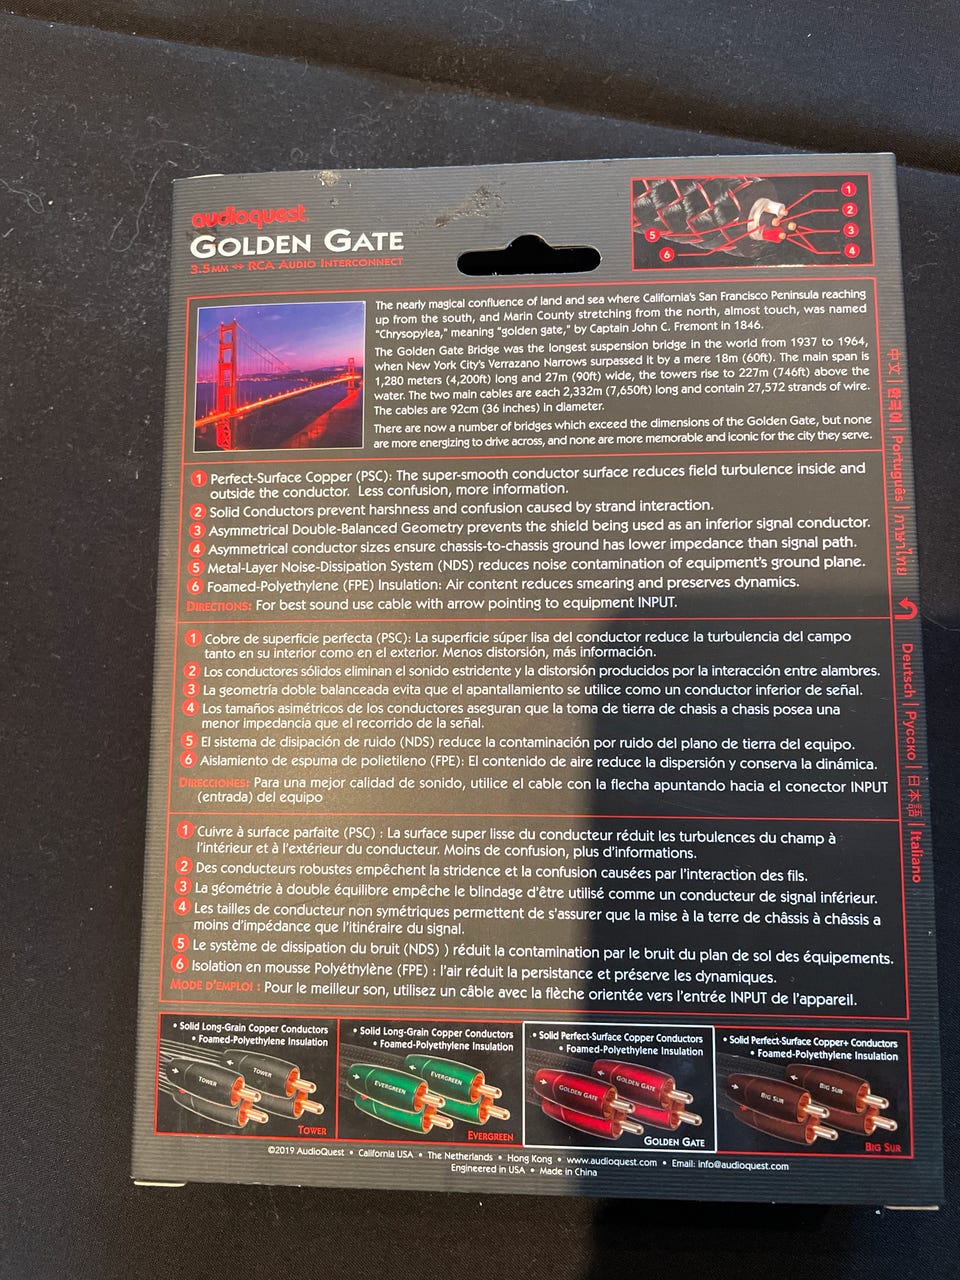 audioquest
GOLDEN GATE
3.5MM ⇔ RCA AUDIO INTERCONNECT
1
2
3
4
5
6
The nearly magical confluence of land and sea where California's San Francisco Peninsula reaching
up from the south, and Marin County stretching from the north, almost touch, was named
"Chrysopylea," meaning "golden gate," by Captain John C. Fremont in 1846.
The Golden Gate Bridge was the longest suspension bridge in the world from 1937 to 1964,
when New York City's Verrazano Narrows surpassed it by a mere 18m (60ft). The main span is
1,280 meters (4,200ft) long and 27m (90ft) wide, the towers rise to 227m (746ft) above the
water. The two main cables are each 2,332m (7,650ft) long and contain 27,572 strands of wire.
The cables are 92cm (36 inches) in diameter.
There are now a number of bridges which exceed the dimensions of the Golden Gate, but none
are more energizing to drive across, and none are more memorable and iconic for the city they serve.
1 Perfect-Surface Copper (PSC): The super-smooth conductor surface reduces field turbulence inside and
outside the conductor. Less confusion, more information.
2 Solid Conductors prevent harshness and confusion caused by strand interaction.
3 Asymmetrical Double-Balanced Geometry prevents the shield being used as an inferior signal conductor.
4 Asymmetrical conductor sizes ensure chassis-to-chassis ground has lower impedance than signal path.
5 Metal-Layer Noise-Dissipation System (NDS) reduces noise contamination of equipment's ground plane.
6 Foamed-Polyethylene (FPE) Insulation: Air content reduces smearing and preserves dynamics.
DIRECTIONS: For best sound use cable with arrow pointing to equipment INPUT.
1 Cobre de superficie perfecta (PSC): La superficie súper lisa del conductor reduce la turbulencia del campo
tanto en su interior como en el exterior. Menos distorsión, más información.
2 Los conductores sólidos eliminan el sonido estridente y la distorsión producidos por la interacción entre alambres.
3 La geometría doble balanceada evita que el apantallamiento se utilice como un conductor inferior de señal.
4 Los tamaños asimétricos de los conductores aseguran que la toma de tierra de chasis a chasis posea una
menor impedancia que el recorrido de la señal.
5 El sistema de disipación de ruido (NDS) reduce la contaminación por ruido del plano de tierra del equipo.
6 Aislamiento de espuma de polietileno (FPE): El contenido de aire reduce la dispersión y conserva la dinámica.
DIRECCIONES: Para una mejor calidad de sonido, utilice el cable con la flecha apuntando hacia el conector INPUT
(entrada) del equipo
1 Cuivre à surface parfaite (PSC) : La surface super lisse du conducteur réduit les turbulences du champ à
l'intérieur et à l'extérieur du conducteur. Moins de confusion, plus d'informations.
2 Des conducteurs robustes empêchent la stridence et la confusion causées par l'interaction des fils.
3 La géométrie à double équilibre empêche le blindage d'être utilisé comme un conducteur de signal inférieur.
4 Les tailles de conducteur non symétriques permettent de s'assurer que la mise à la terre de châssis à châssis a
moins d'impédance que l'itinéraire du signal.
5 Le système de dissipation du bruit (NDS) ) réduit la contamination par le bruit du plan de sol des équipements.
6 Isolation en mousse Polyéthylène (FPE) : l'air réduit la persistance et préserve les dynamiques.
MODE D'EMPLOI : Pour le meilleur son, utilisez un câble avec la flèche orientée vers l'entrée INPUT de l'appareil.
中文 | 한국어 | Português | ภาษาไทย
Deutsch | Русско | 日本語 | Italiano
• Solid Long-Grain Copper Conductors
• Foamed-Polyethylene Insulation
TOWER
TOWER
TOWER
• Solid Long-Grain Copper Conductors
• Foamed-Polyethylene Insulation
EVERGREEN
EVERGREEN
EVERGREEN
• Solid Perfect-Surface Copper Conductors
• Foamed-Polyethylene Insulation
GOLDEN GATE
GOLDEN GATE
GOLDEN GATE
• Solid Perfect-Surface Copper+ Conductors
• Foamed-Polyethylene Insulation
BIG SUR
BIG SUR
BIG SUR
©2019 AudioQuest • California USA • The Netherlands • Hong Kong • www.audioquest.com • Email: info@audioquest.com
Engineered in USA • Made in China